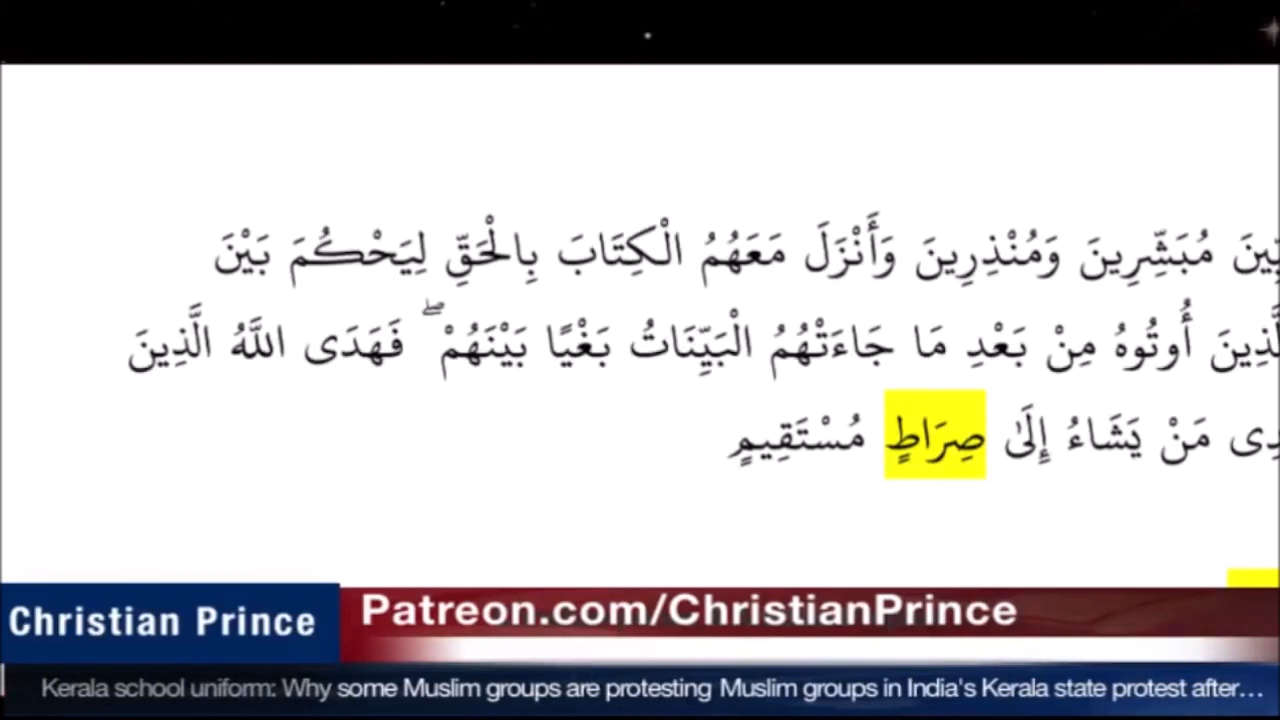 مُبَشِّرِينَ وَمُنْذِرِينَ وَأَنْزَلَ مَعَهُمُ الْكِتَابَ بِالْحَقِّ لِيَحْكُمَ بَيْنَ
أُوتُوهُ مِنْ بَعْدِ مَا جَاءَتْهُمُ الْبَيِّنَاتُ بَغْيًا بَيْنَهُمْ ۖ فَهَدَى اللَّهُ الَّذِينَ
مَنْ يَشَاءُ إِلَىٰ صِرَاطٍ مُسْتَقِيمٍ
Christian Prince
Patreon.com/ChristianPrince
Kerala school uniform: Why some Muslim groups are protesting Muslim groups in India's Kerala state protest after...